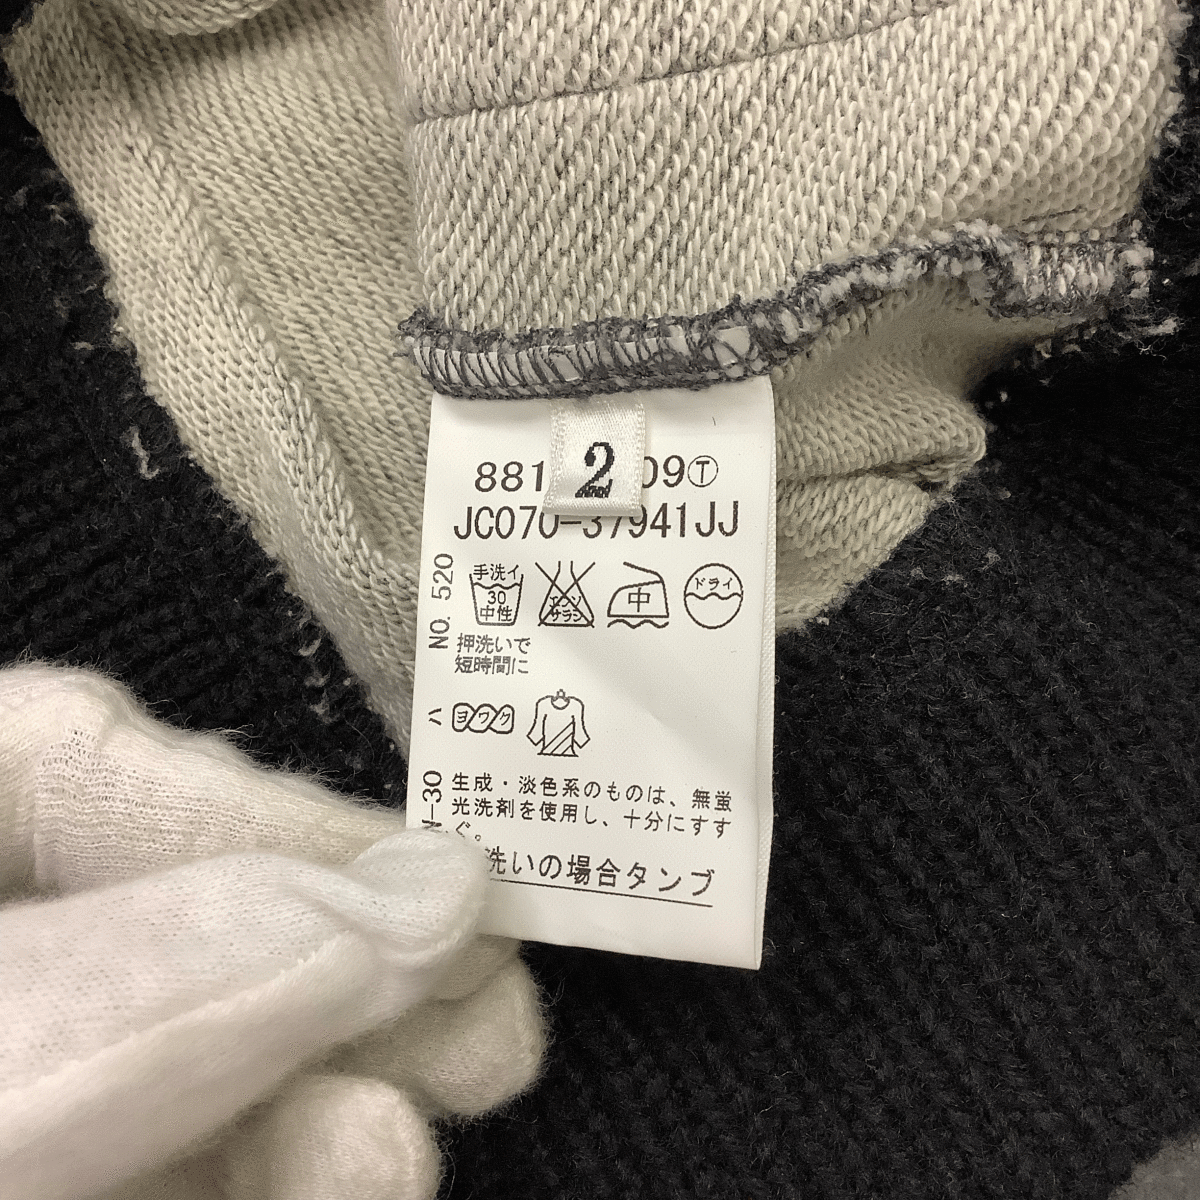 2
881 09Ⓣ
JC070-37941JJ
手洗イ
30
中性
エンソ
サラシ
中
ドライ
NO. 520
押洗いで
短時間に
ハ
ヨワク
-30
生成・淡色系のものは、無蛍
光洗剤を使用し、十分にすす
ぐ。
洗いの場合タンブ